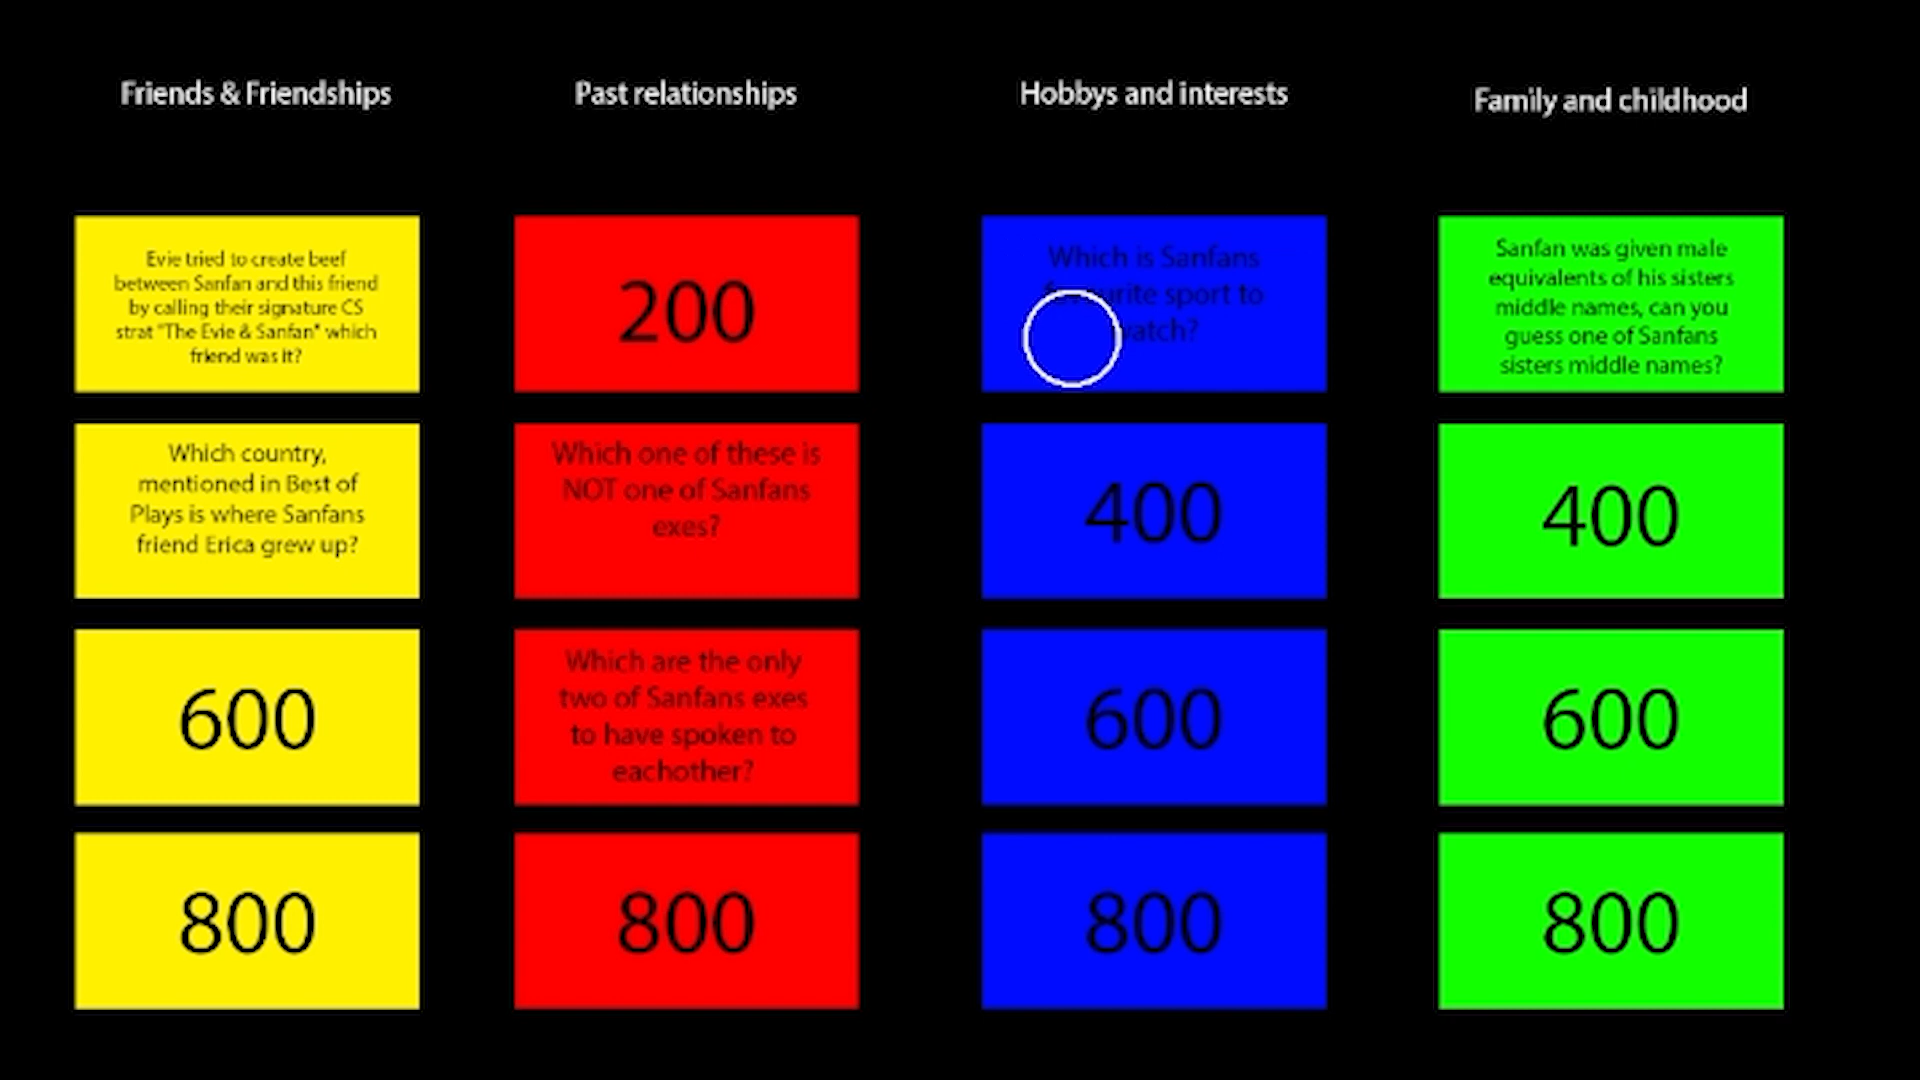 Friends & Friendships
Past relationships
Hobbys and interests
Family and childhood
Evie tried to create beef
between Sanfan and this friend
by calling their signature CS
strat "The Evie & Sanfan" which
friend was it?
200
Which is Sanfans
sport to
Sanfan was given male
equivalents of his sisters
middle names, can you
guess one of Sanfans
sisters middle names?
Which country,
mentioned in Best of
Plays is where Sanfans
friend Erica grew up?
Which one of these is
NOT one of Sanfans
exes?
400
400
600
Which are the only
two of Sanfans exes
to have spoken to
eachother?
600
600
800
800
800
800